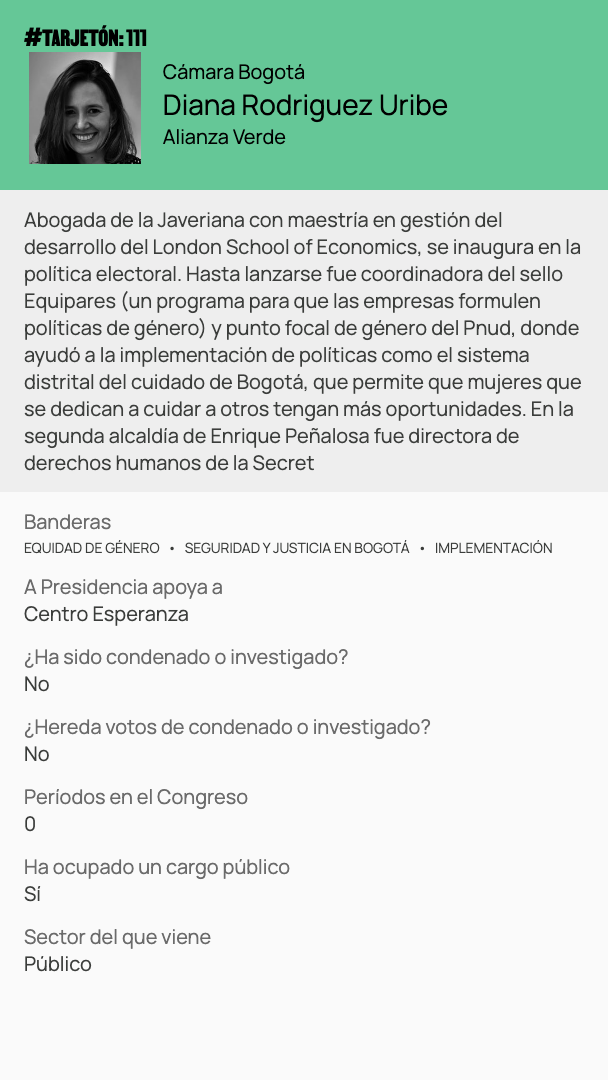 #TARJETÓN: 111
Cámara Bogotá
Diana Rodriguez Uribe
Alianza Verde
Abogada de la Javeriana con maestría en gestión del
desarrollo del London School of Economics, se inaugura en la
política electoral. Hasta lanzarse fue coordinadora del sello
Equipares (un programa para que las empresas formulen
políticas de género) y punto focal de género del Pnud, donde
ayudó a la implementación de políticas como el sistema
distrital del cuidado de Bogotá, que permite que mujeres que
se dedican a cuidar a otros tengan más oportunidades. En la
segunda alcaldía de Enrique Peñalosa fue directora de
derechos humanos de la Secret
Banderas
EQUIDAD DE GÉNERO • SEGURIDAD Y JUSTICIA EN BOGOTÁ • IMPLEMENTACIÓN
A Presidencia apoya a
Centro Esperanza
¿Ha sido condenado o investigado?
No
¿Hereda votos de condenado o investigado?
No
Períodos en el Congreso
0
Ha ocupado un cargo público
Sí
Sector del que viene
Público